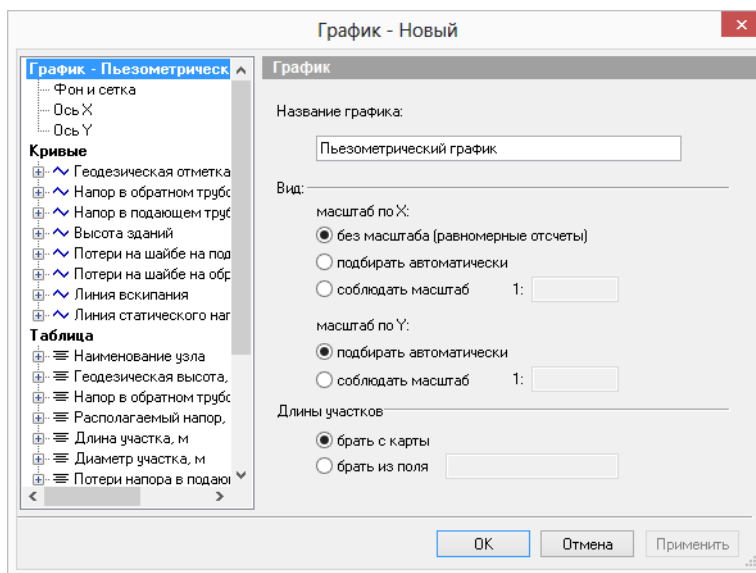 График - Новый
График - Пьезометрическ
Фон и сетка
Ось X
Ось Y
Кривые
Геодезическая отметка
Напор в обратном трубс
Напор в подающем труб
Высота зданий
Потери на шайбе на под
Потери на шайбе на обр
Линия вскипания
Линия статического нап
Таблица
Наименование узла
Геодезическая высота,
Напор в обратном трубс
Располагаемый напор,
Длина участка, м
Диаметр участка, м
Потери напора в подаю
График
Название графика:
Пьезометрический график
Вид:
масштаб по X:
без масштаба (равномерные отсчеты)
подбирать автоматически
соблюдать масштаб 1:
масштаб по Y:
подбирать автоматически
соблюдать масштаб 1:
Длины участков
брать с карты
брать из поля
OK Отмена Применить